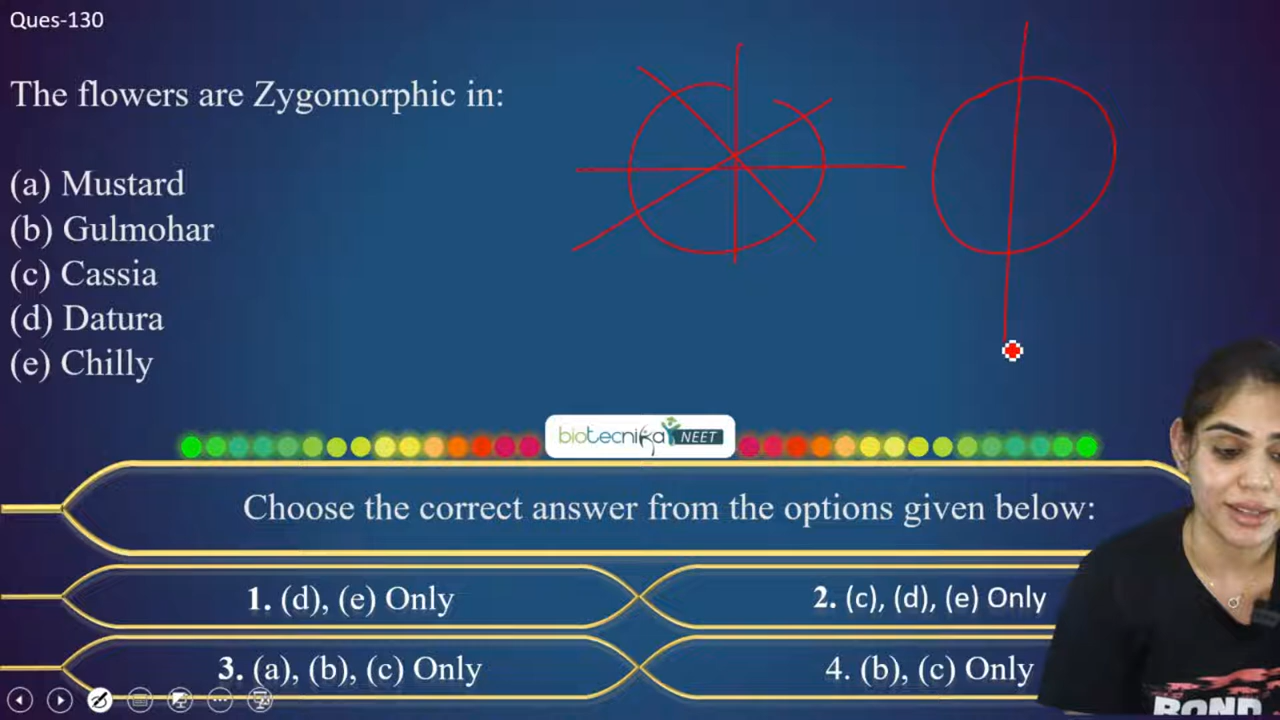 Ques-130
The flowers are Zygomorphic in:
(a) Mustard
(b) Gulmohar
(c) Cassia
(d) Datura
(e) Chilly
biotecnika NEET
Choose the correct answer from the options given below:
1. (d), (e) Only
2. (c), (d), (e) Only
3. (a), (b), (c) Only
4. (b), (c) Only
BOND